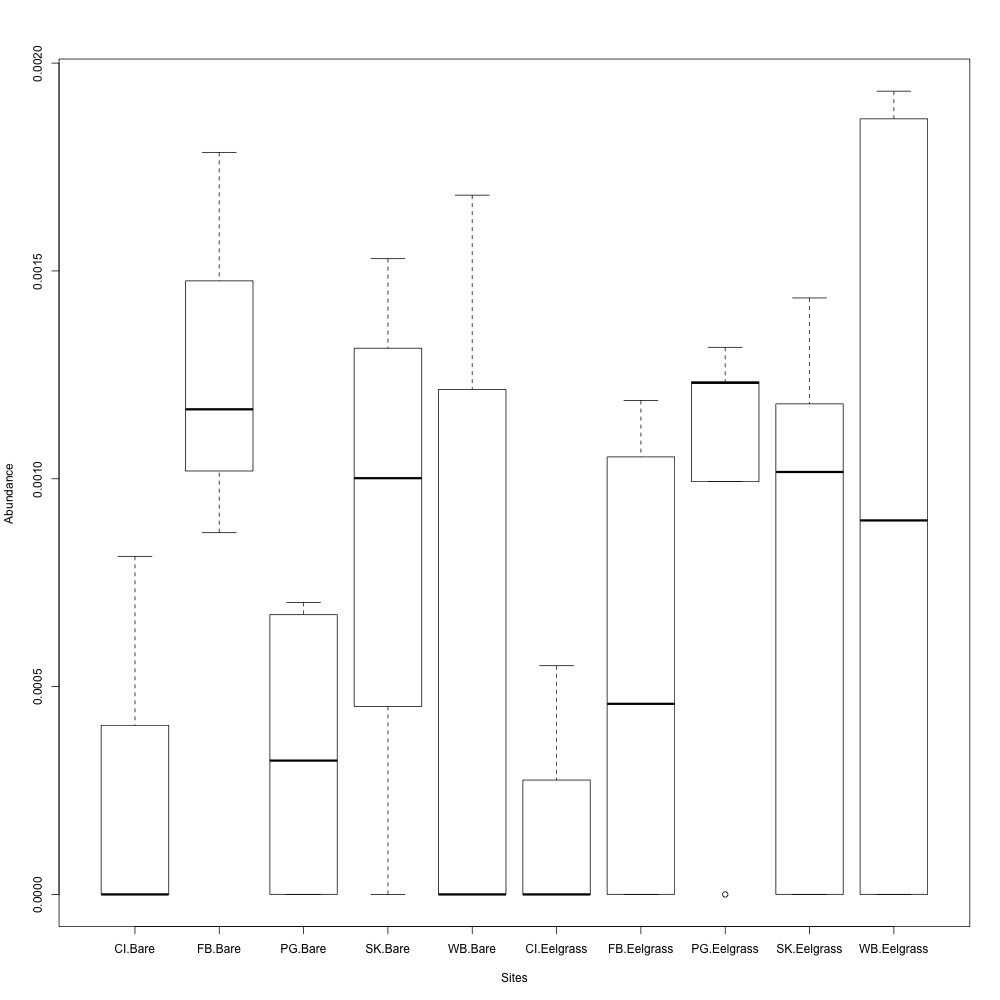 0.0020
0.0015
0.0010
0.0005
0.0000
Abundance
CI.Bare FB.Bare PG.Bare SK.Bare WB.Bare CI.Eelgrass FB.Eelgrass PG.Eelgrass SK.Eelgrass WB.Eelgrass
Sites